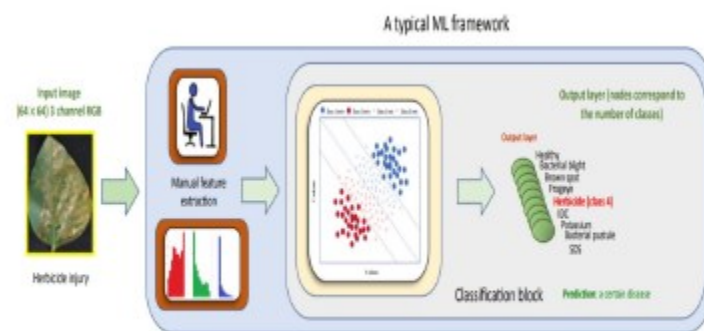 A typical ML framework
Input image
(64 × 64) 3 channel RGB
Herbicide injury
Manual feature
extraction
Output layer (nodes correspond to
the number of classes)
Output layer
Healthy
Bacterial blight
Brown spot
Frogeye
Herbicide (class 4)
IDC
Potassium
Bacterial pustule
SDS
Classification block
Prediction: a certain disease